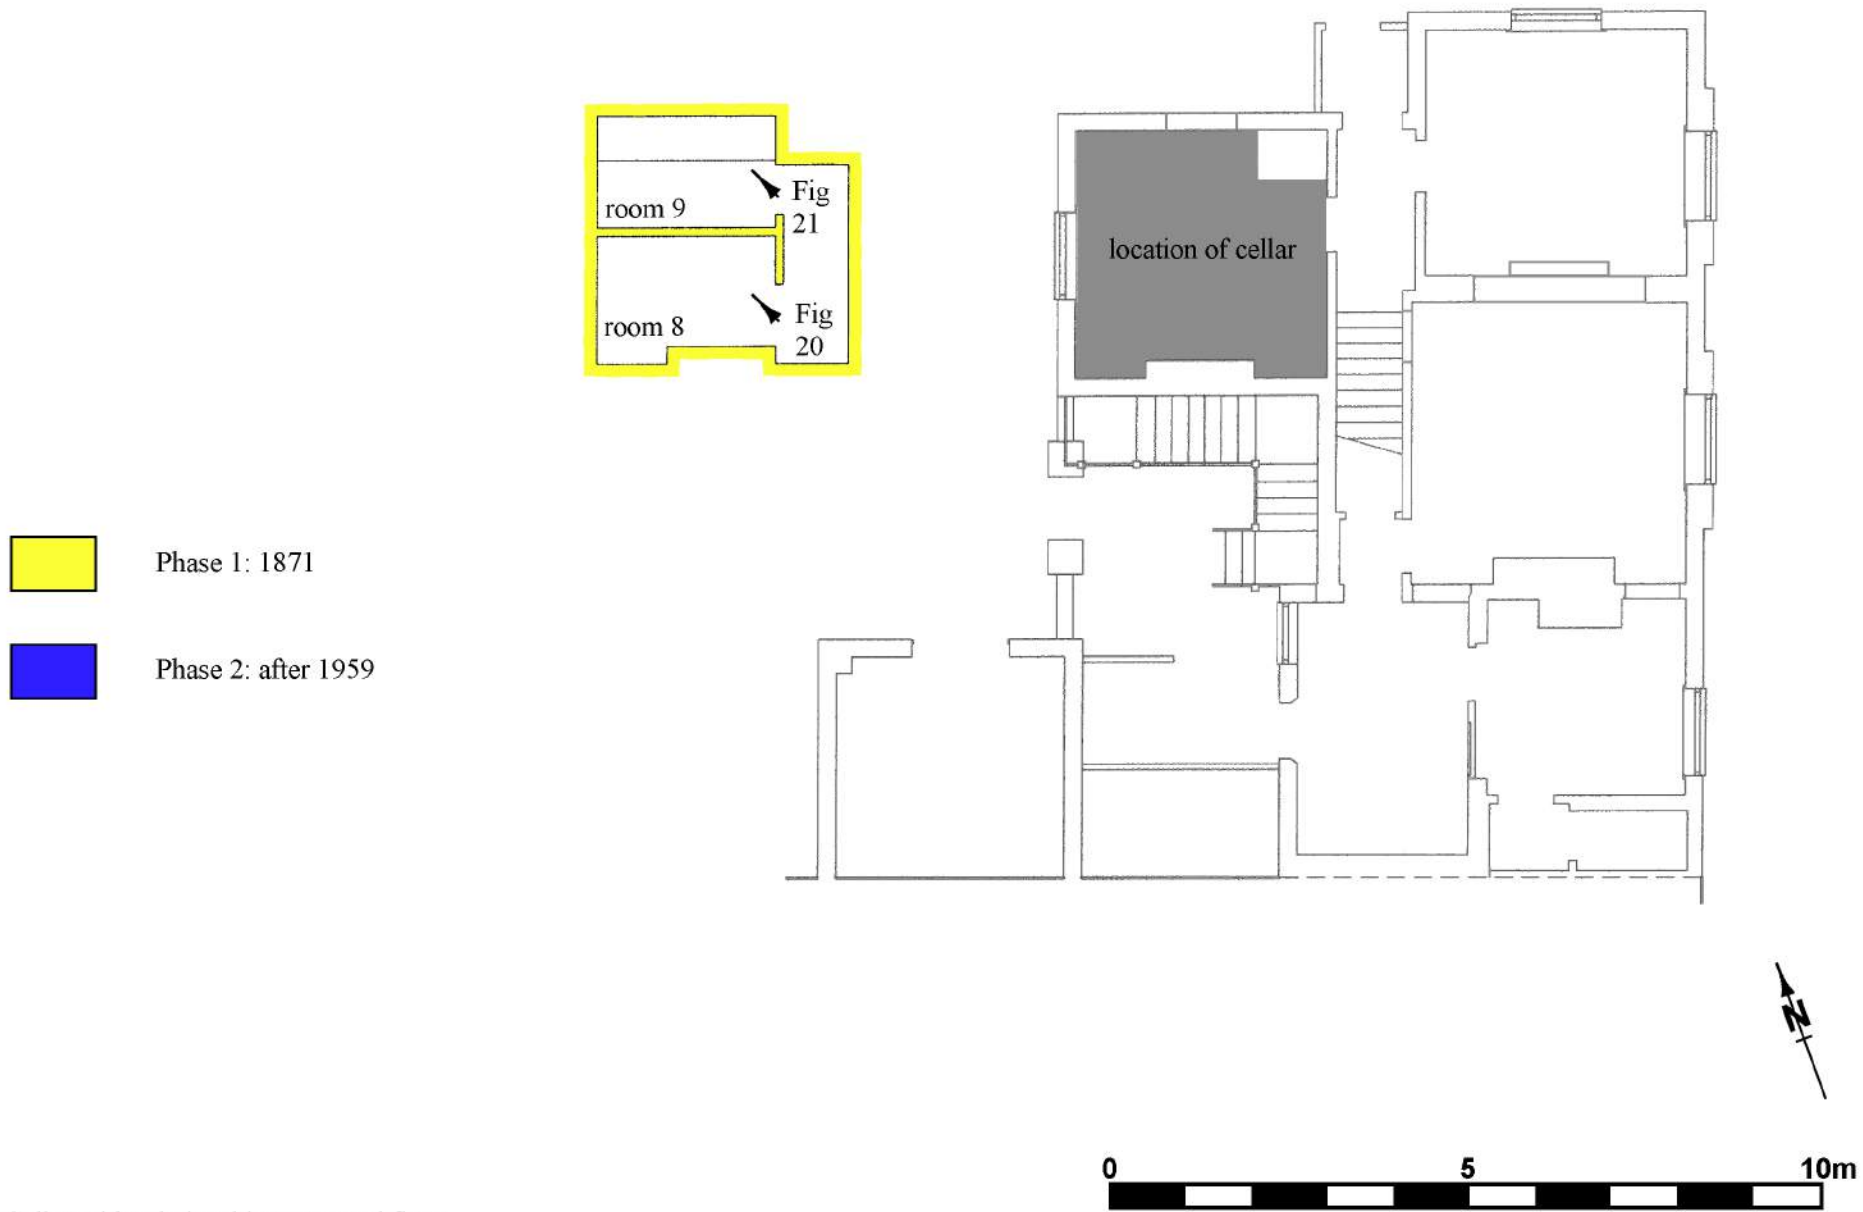 Fig
21
room 9
location of cellar
Fig
20
room 8
Phase 1: 1871
Phase 2: after 1959
N
0 5 10m